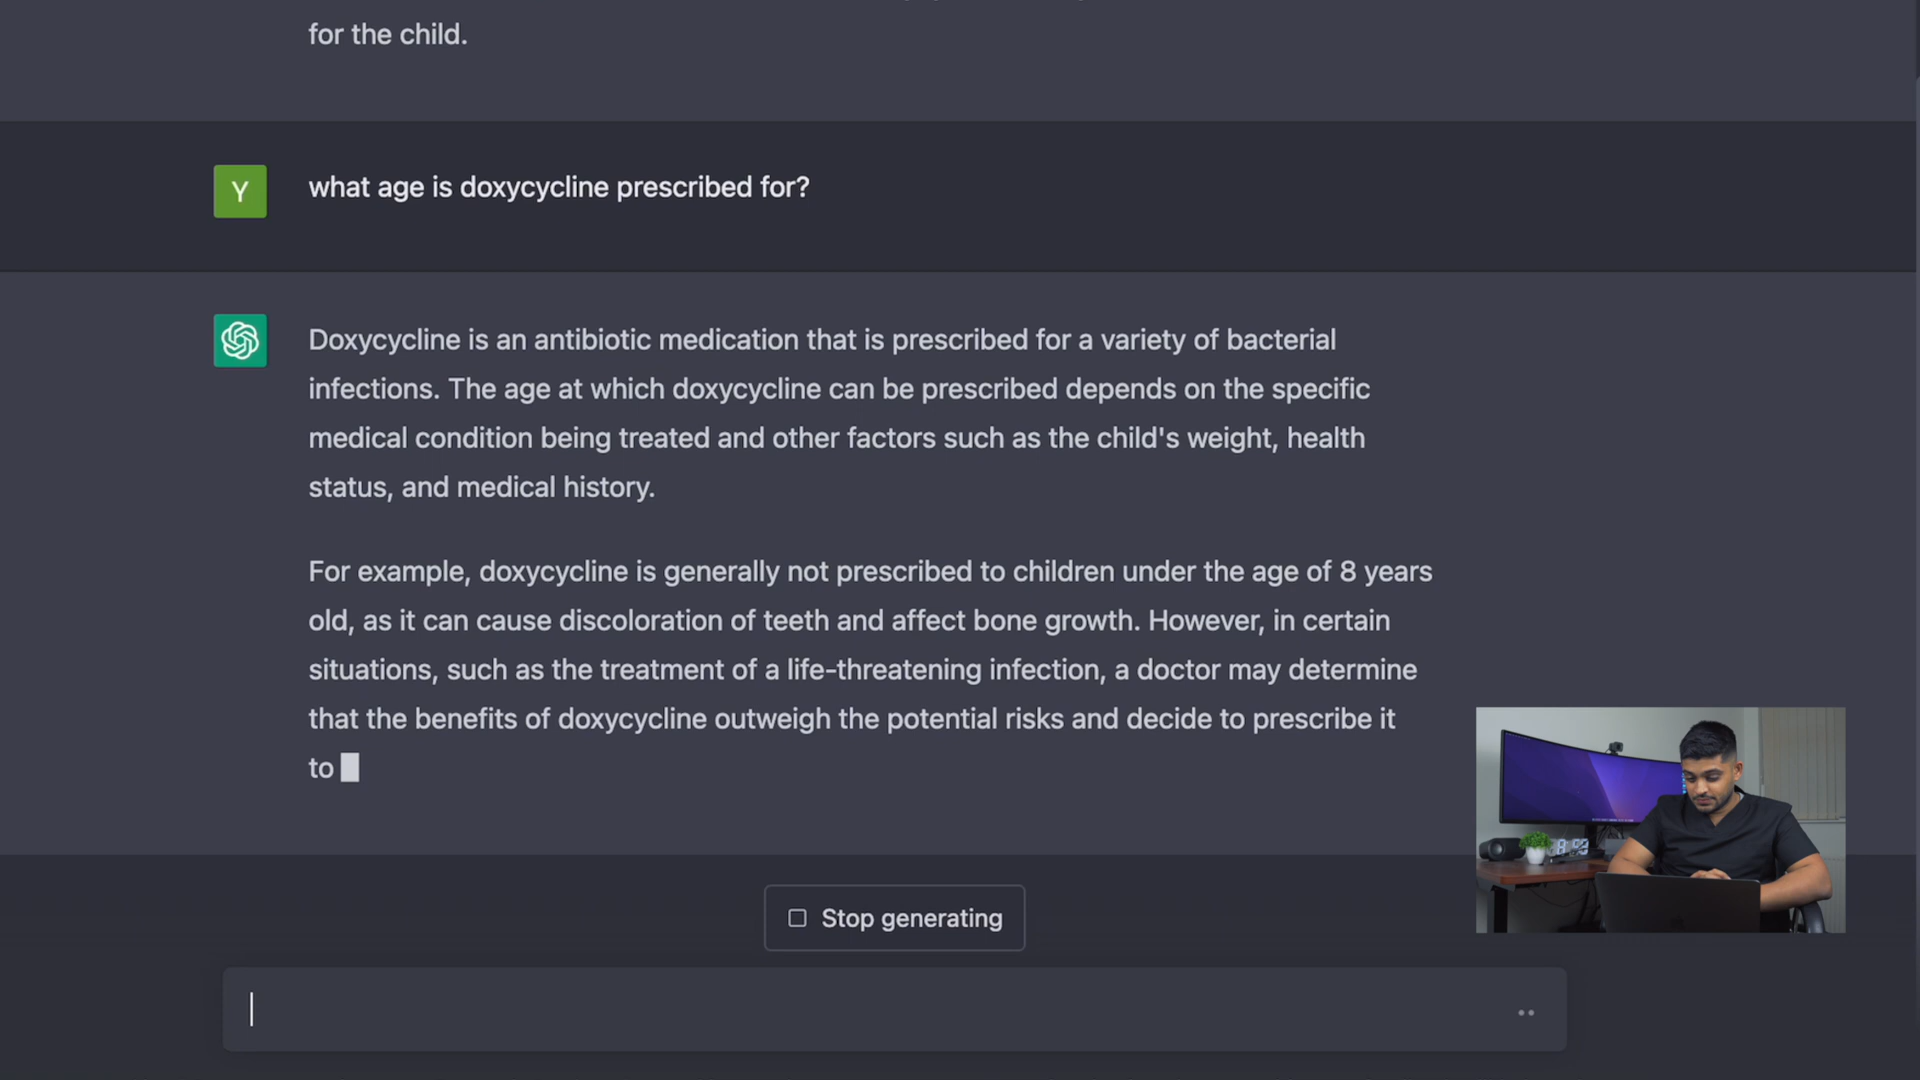 for the child.
Y
what age is doxycycline prescribed for?
Doxycycline is an antibiotic medication that is prescribed for a variety of bacterial
infections. The age at which doxycycline can be prescribed depends on the specific
medical condition being treated and other factors such as the child's weight, health
status, and medical history.
For example, doxycycline is generally not prescribed to children under the age of 8 years
old, as it can cause discoloration of teeth and affect bone growth. However, in certain
situations, such as the treatment of a life-threatening infection, a doctor may determine
that the benefits of doxycycline outweigh the potential risks and decide to prescribe it
to
Stop generating